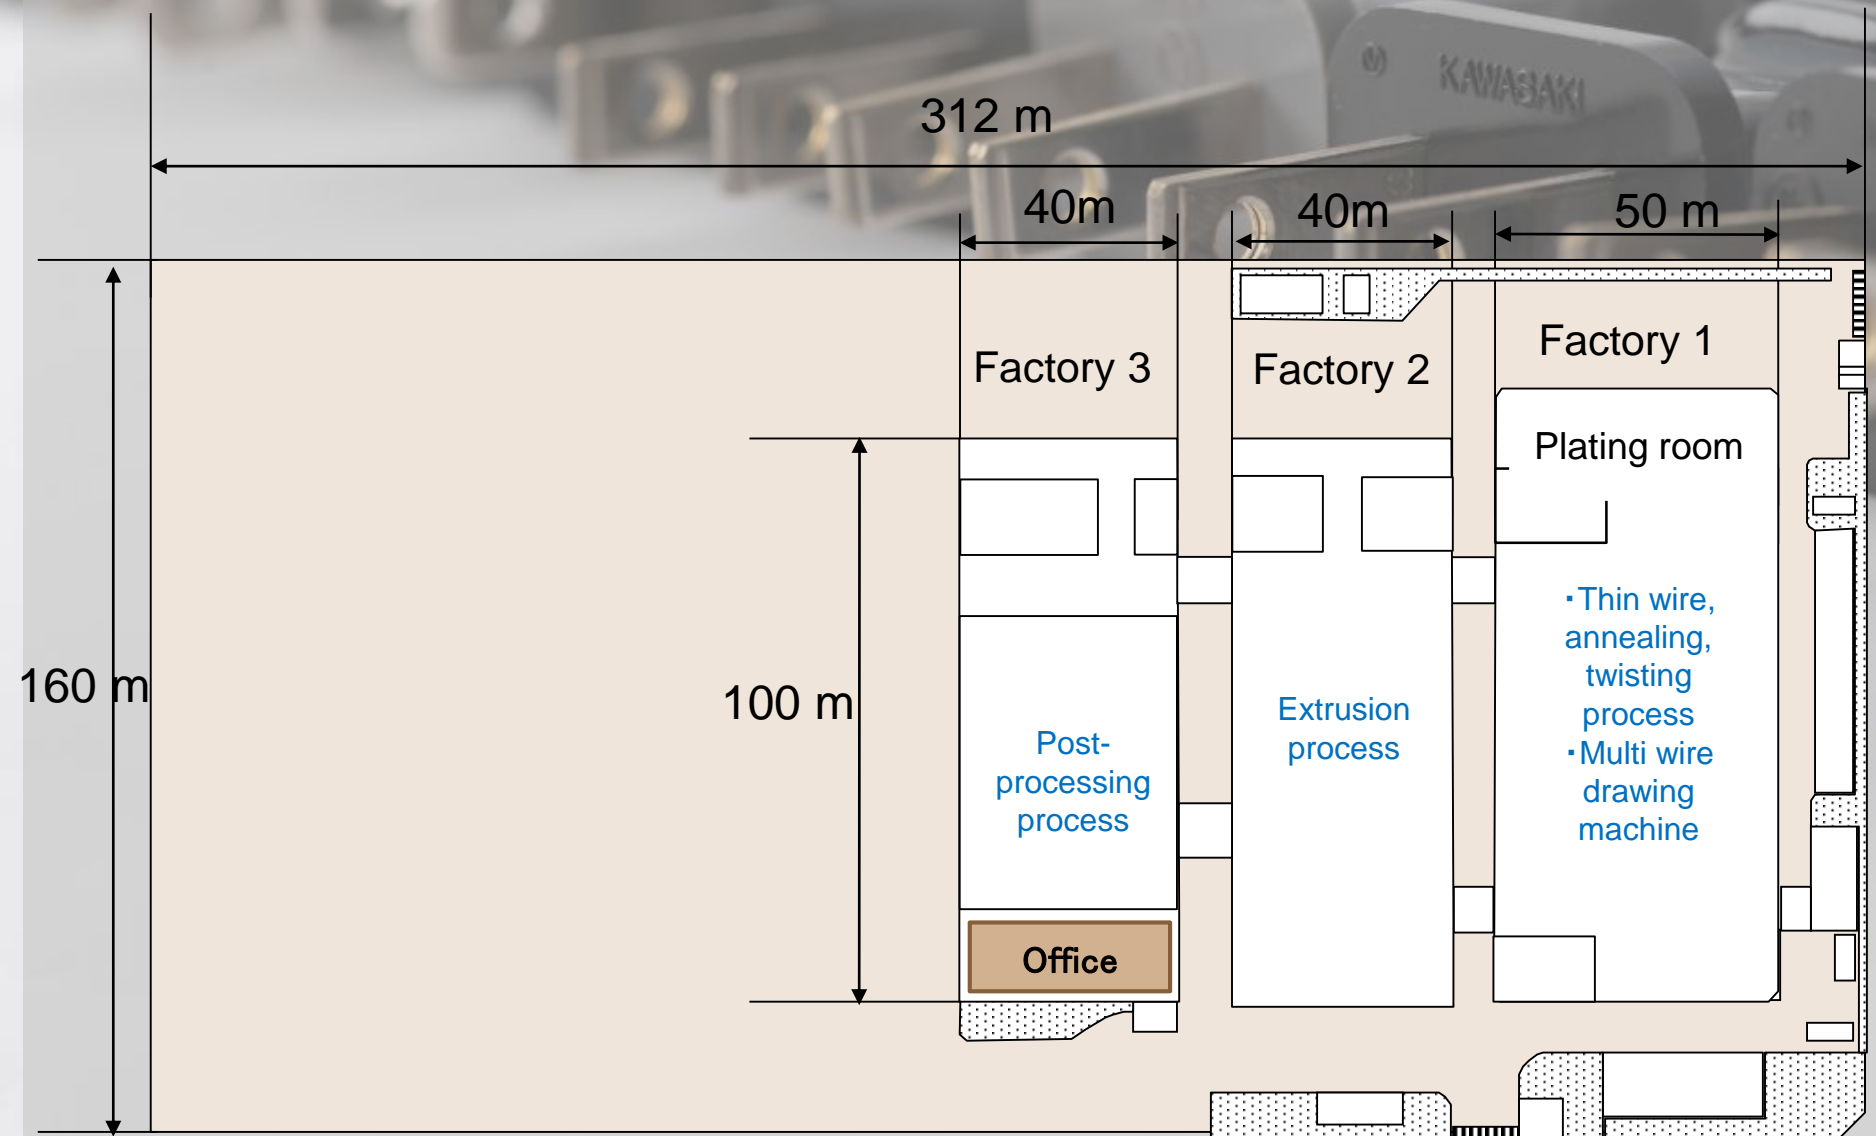 KAWASAKI
312 m
40m
40m
50 m
Factory 3
Factory 2
Factory 1
Plating room
160 m
100 m
Post-
processing
process
Extrusion
process
・Thin wire,
annealing,
twisting
process
・Multi wire
drawing
machine
Office